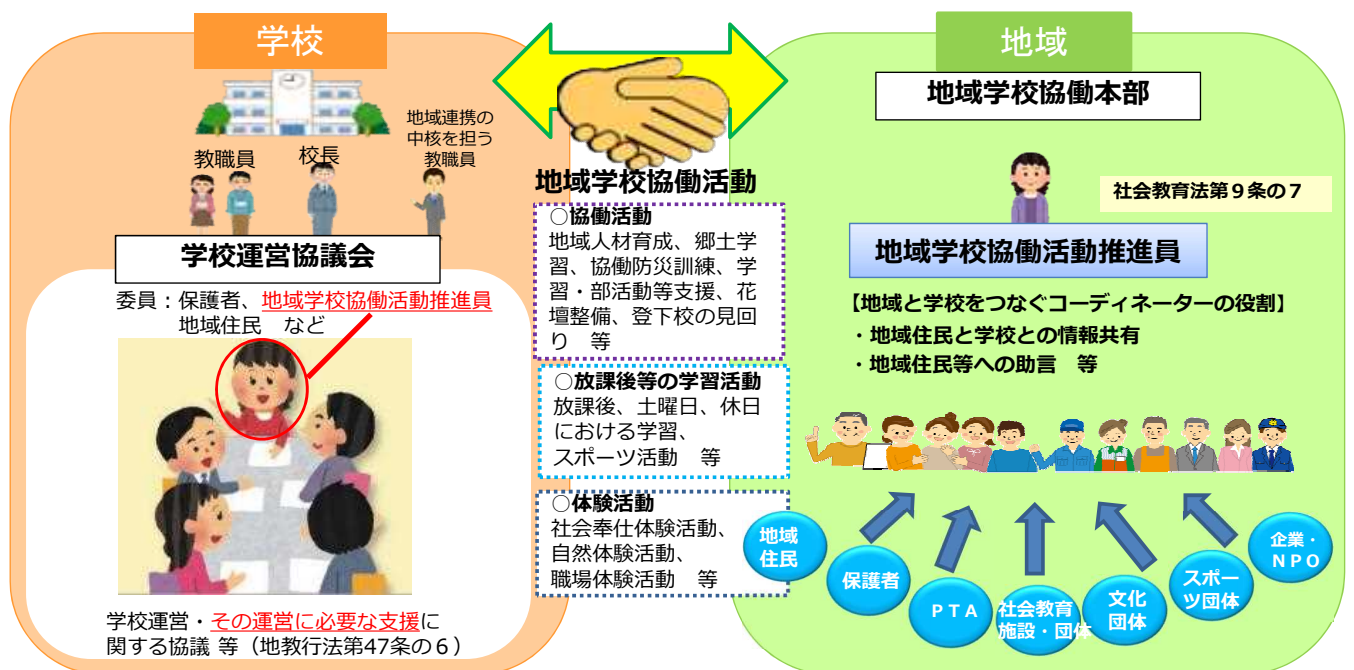 学校
地域
地域学校協働本部
地域連携の
中核を担う
教職員
教職員
校長
地域学校協働活動
社会教育法第９条の７
学校運営協議会
委員：保護者、地域学校協働活動推進員
地域住民　など
学校運営・その運営に必要な支援に
関する協議 等（地教行法第47条の６）
○協働活動
地域人材育成、郷土学
習、協働防災訓練、学
習・部活動等支援、花
壇整備、登下校の見回
り　等
○放課後等の学習活動
放課後、土曜日、休日
における学習、
スポーツ活動　等
○体験活動
社会奉仕体験活動、
自然体験活動、
職場体験活動　等
地域学校協働活動推進員
【地域と学校をつなぐコーディネーターの役割】
・地域住民と学校との情報共有
・地域住民等への助言　等
地域
住民
保護者
ＰＴＡ
社会教育
施設・団体
文化
団体
スポー
ツ団体
企業・
ＮＰＯ